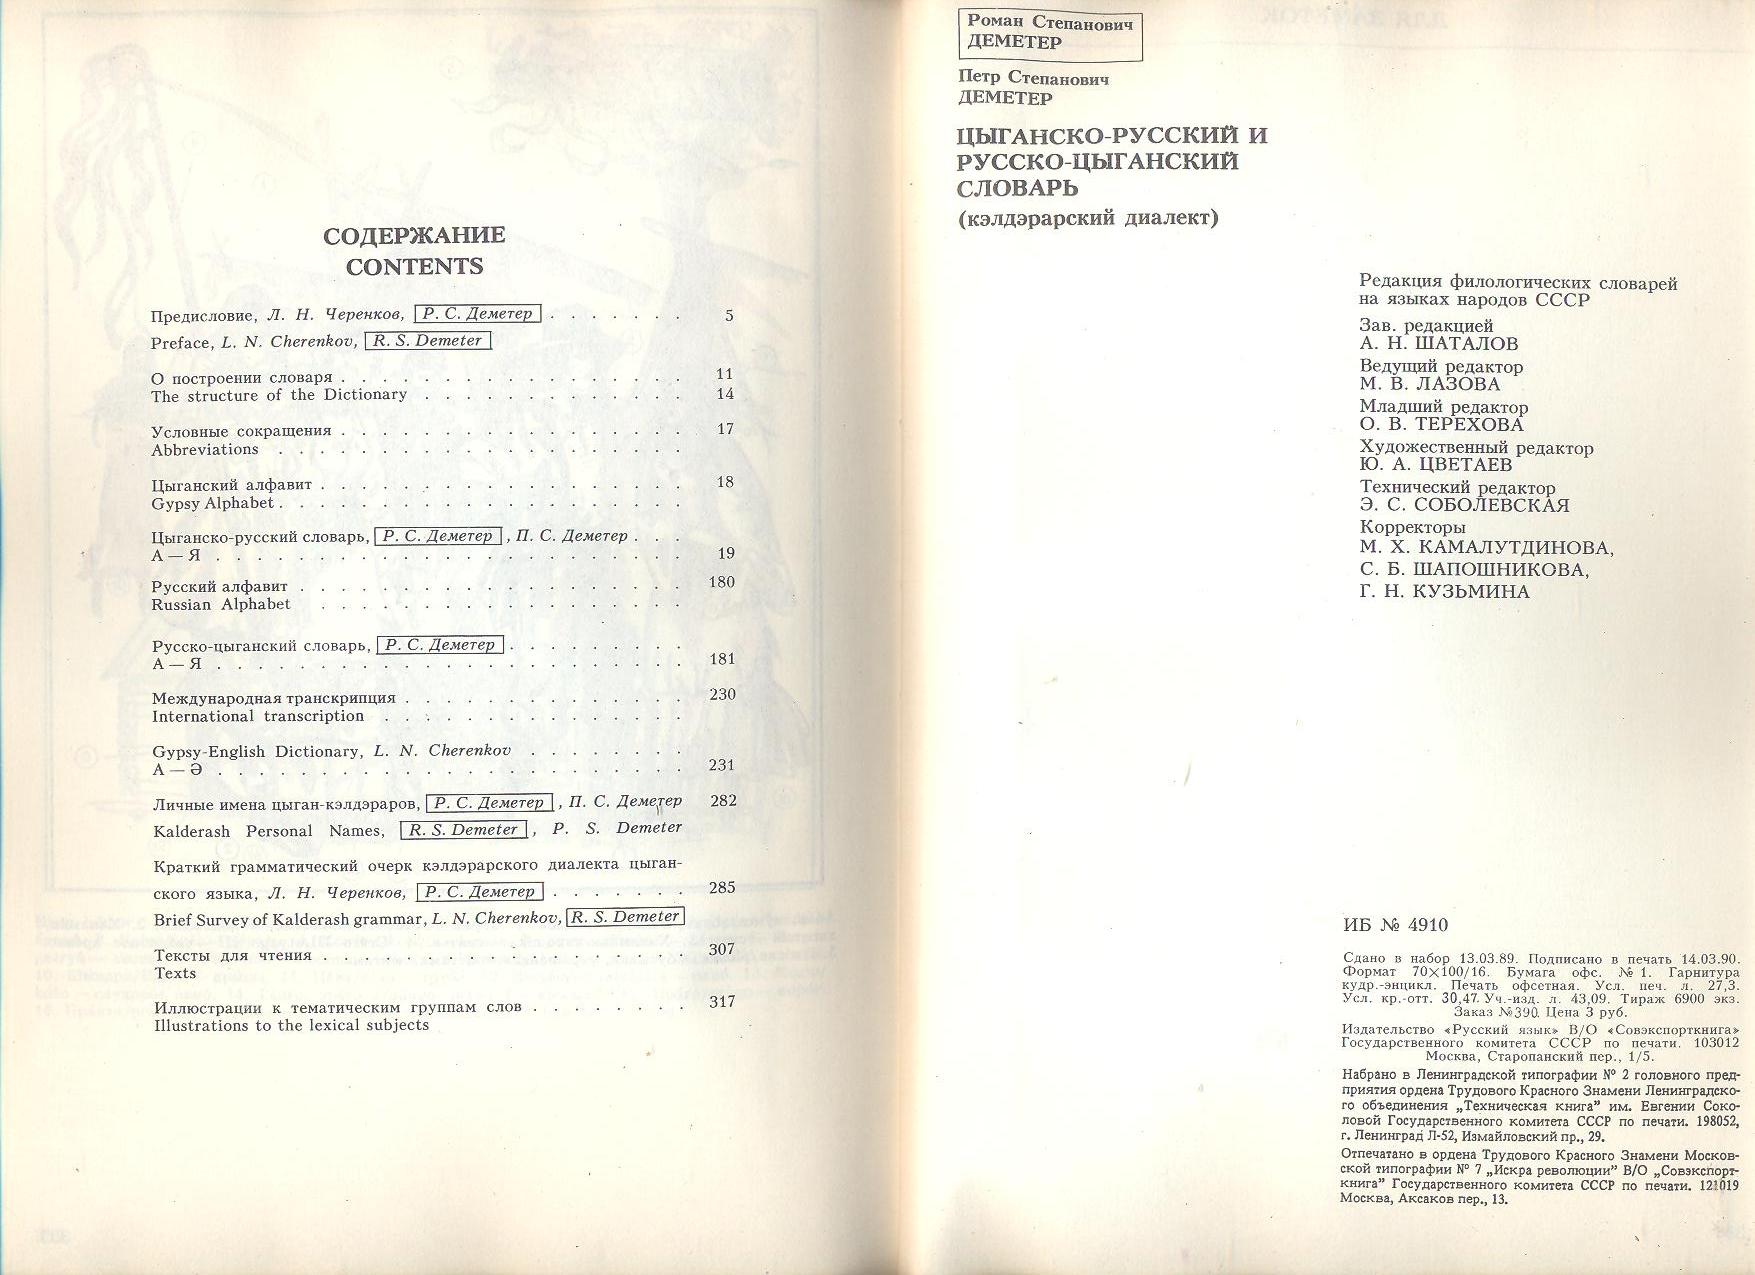 СОДЕРЖАНИЕ
CONTENTS
Предисловие, Л. Н. Черенков, Р. С. Деметер . . . . . . . 5
Preface, L. N. Cherenkov, R. S. Demeter
О построении словаря . . . . . . . . . . . . . . . . . 11
The structure of the Dictionary . . . . . . . . . . . . . 14
Условные сокращения . . . . . . . . . . . . . . . . . 17
Abbreviations . . . . . . . . . . . . . . . . . . . .
Цыганский алфавит . . . . . . . . . . . . . . . . . . 18
Gypsy Alphabet . . . . . . . . . . . . . . . . . . . .
Цыганско-русский словарь, Р. С. Деметер, П. С. Деметер . . .
А — Я . . . . . . . . . . . . . . . . . . . . . . . 19
Русский алфавит . . . . . . . . . . . . . . . . . . . 180
Russian Alphabet . . . . . . . . . . . . . . . . . .
Русско-цыганский словарь, Р. С. Деметер . . . . . . . . .
А — Я . . . . . . . . . . . . . . . . . . . . . . . 181
Международная транскрипция . . . . . . . . . . . . . . 230
International transcription . . . . . . . . . . . . . . .
Gypsy-English Dictionary, L. N. Cherenkov . . . . . . . .
А — Ə . . . . . . . . . . . . . . . . . . . . . . . 231
Личные имена цыган-кэлдэраров, Р. С. Деметер, П. С. Деметер 282
Kalderash Personal Names, R. S. Demeter, P. S. Demeter
Краткий грамматический очерк кэлдэрарского диалекта цыган-
ского языка, Л. Н. Черенков, Р. С. Деметер . . . . . . . 285
Brief Survey of Kalderash grammar, L. N. Cherenkov, R. S. Demeter
Тексты для чтения . . . . . . . . . . . . . . . . . . 307
Texts
Иллюстрации к тематическим группам слов . . . . . . . . 317
Illustrations to the lexical subjects
Роман Степанович
ДЕМЕТЕР
Петр Степанович
ДЕМЕТЕР
ЦЫГАНСКО-РУССКИЙ И
РУССКО-ЦЫГАНСКИЙ
СЛОВАРЬ
(кэлдэрарский диалект)
Редакция филологических словарей
на языках народов СССР
Зав. редакцией
А. Н. ШАТАЛОВ
Ведущий редактор
М. В. ЛАЗОВА
Младший редактор
О. В. ТЕРЕХОВА
Художественный редактор
Ю. А. ЦВЕТАЕВ
Технический редактор
Э. С. СОБОЛЕВСКАЯ
Корректоры
М. Х. КАМАЛУТДИНОВА,
С. Б. ШАПОШНИКОВА,
Г. Н. КУЗЬМИНА
ИБ № 4910
Сдано в набор 13.03.89. Подписано в печать 14.03.90.
Формат 70×100/16. Бумага офс. № 1. Гарнитура
кудр.-энцикл. Печать офсетная. Усл. печ. л. 27,3.
Усл. кр.-отт. 30,47. Уч.-изд. л. 43,09. Тираж 6900 экз.
Заказ №390. Цена 3 руб.
Издательство «Русский язык» В/О «Совэкспорткнига»
Государственного комитета СССР по печати. 103012
Москва, Старопанский пер., 1/5.
Набрано в Ленинградской типографии № 2 головного пред-
приятия ордена Трудового Красного Знамени Ленинградско-
го объединения „Техническая книга” им. Евгении Соко-
ловой Государственного комитета СССР по печати. 198052,
г. Ленинград Л-52, Измайловский пр., 29.
Отпечатано в ордена Трудового Красного Знамени Москов-
ской типографии № 7 „Искра революции” В/О „Совэкспорт-
книга” Государственного комитета СССР по печати. 121019
Москва, Аксаков пер., 13.